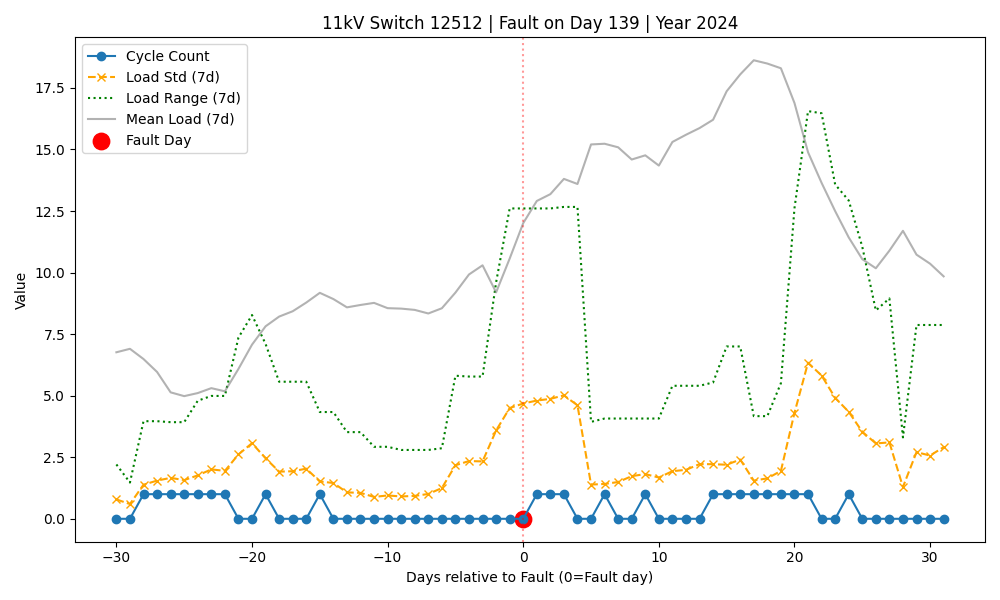 11kV Switch 12512 | Fault on Day 139 | Year 2024
Cycle Count
Load Std (7d)
Load Range (7d)
Mean Load (7d)
Fault Day
Value
17.5
15.0
12.5
10.0
7.5
5.0
2.5
0.0
−30
−20
−10
0
10
20
30
Days relative to Fault (0=Fault day)